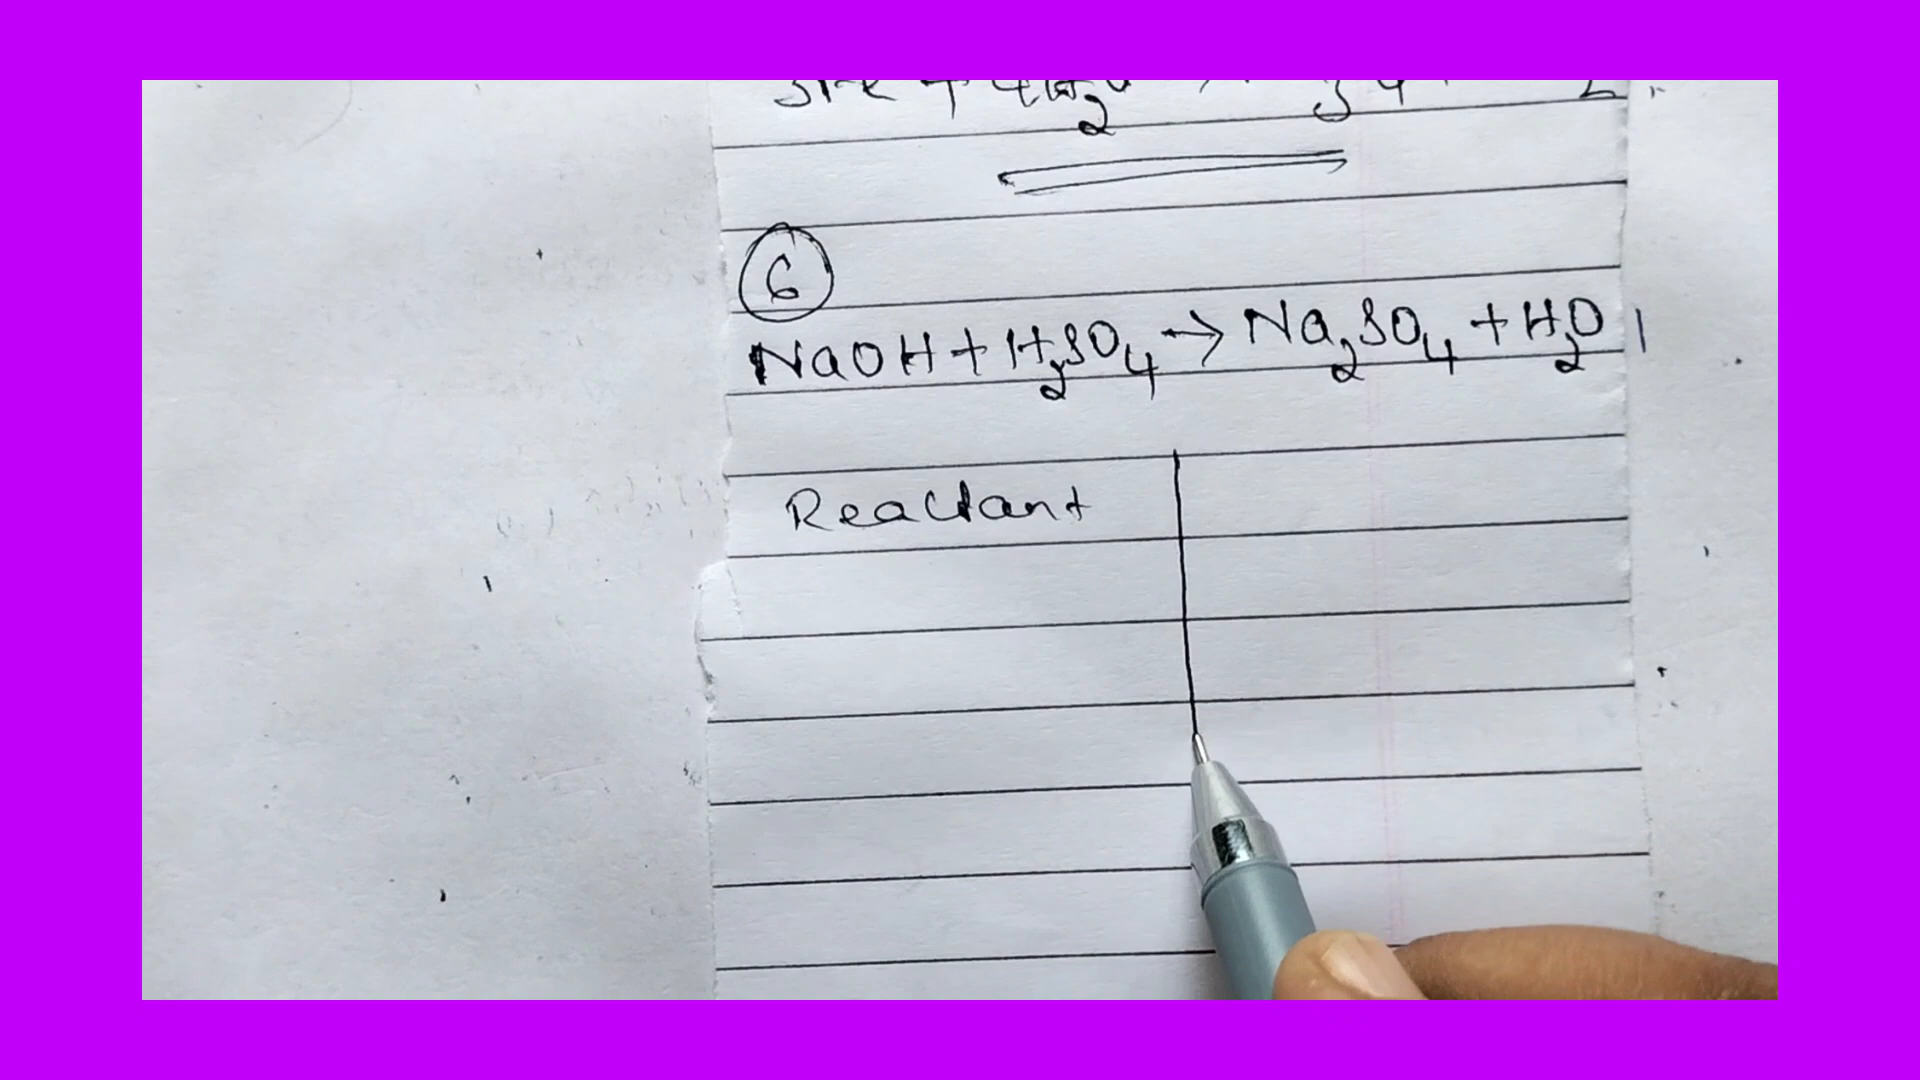 6
NaOH + H₂SO₄ → Na₂SO₄ + H₂O
Reactant